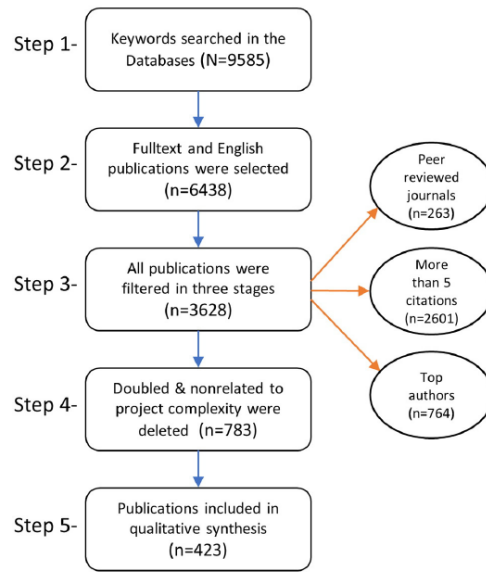 Step 1-
Keywords searched in the
Databases (N=9585)
Step 2-
Fulltext and English
publications were selected
(n=6438)
Peer
reviewed
journals
(n=263)
Step 3-
All publications were
filtered in three stages
(n=3628)
More
than 5
citations
(n=2601)
Top
authors
(n=764)
Step 4-
Doubled & nonrelated to
project complexity were
deleted (n=783)
Step 5-
Publications included in
qualitative synthesis
(n=423)